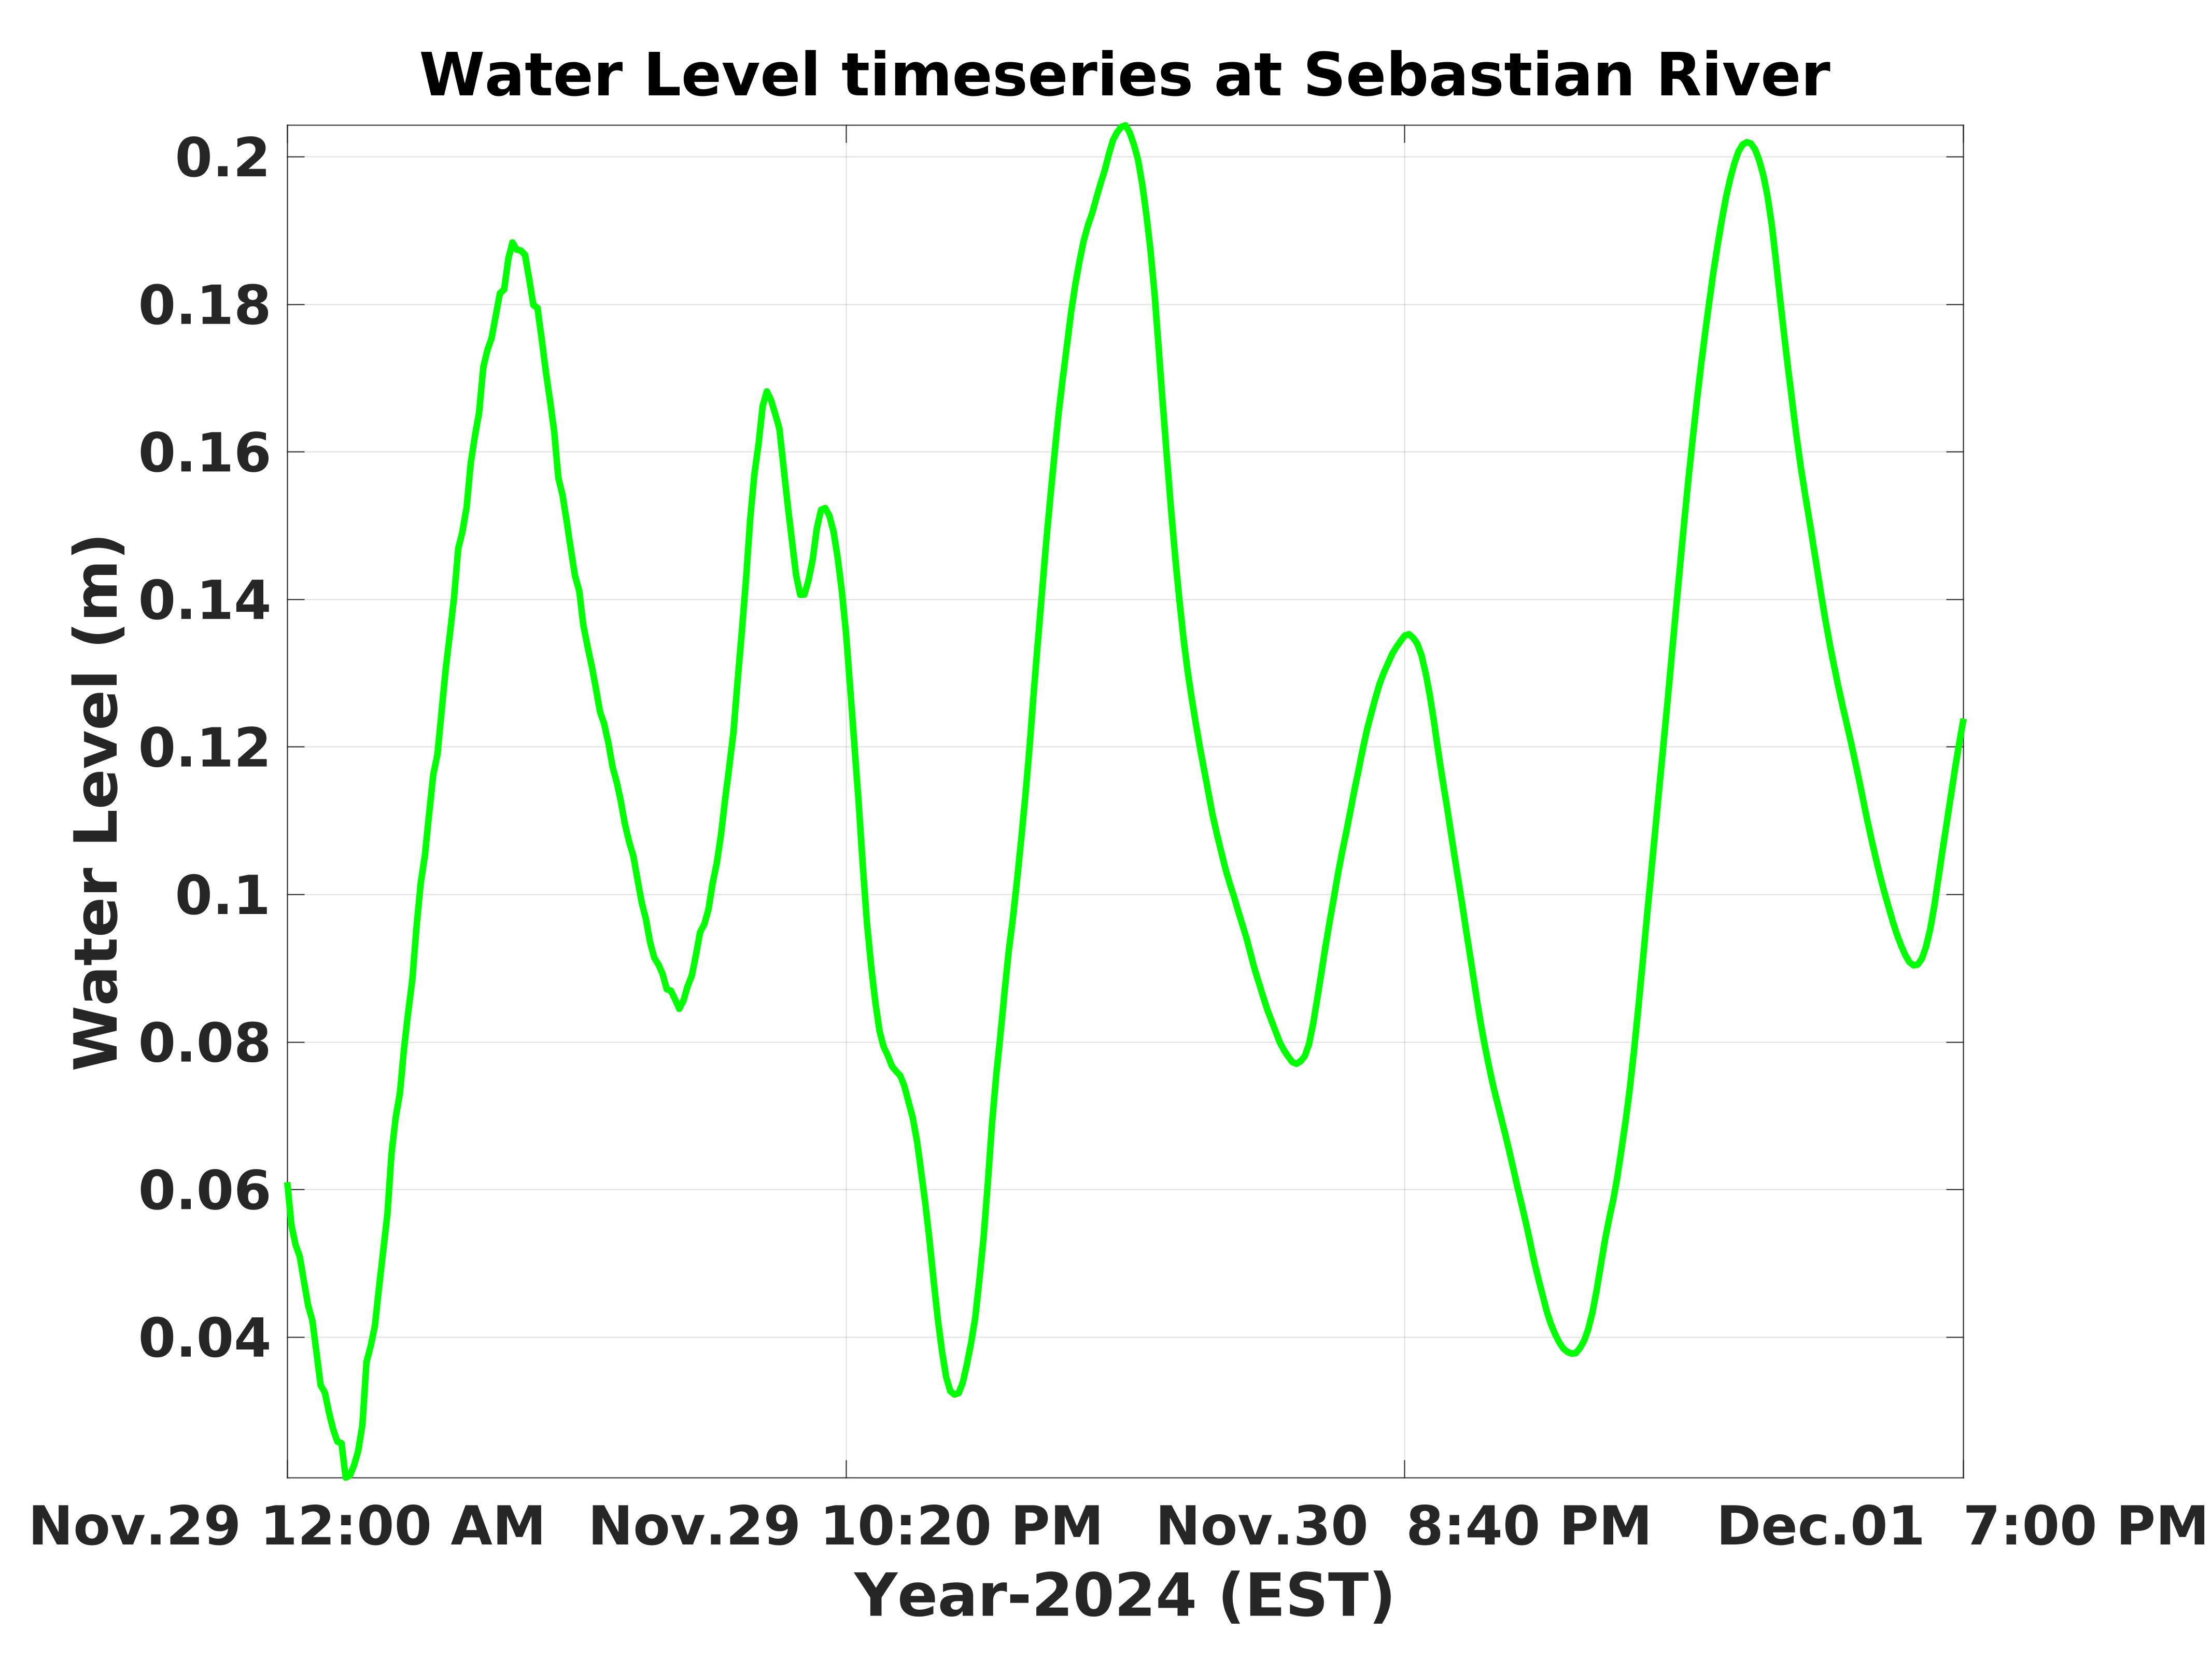 Water Level timeseries at Sebastian River
0.2
0.18
0.16
0.14
0.12
0.1
0.08
0.06
0.04
Water Level (m)
Nov.29 12:00 AM Nov.29 10:20 PM Nov.30 8:40 PM Dec.01 7:00 PM
Year-2024 (EST)